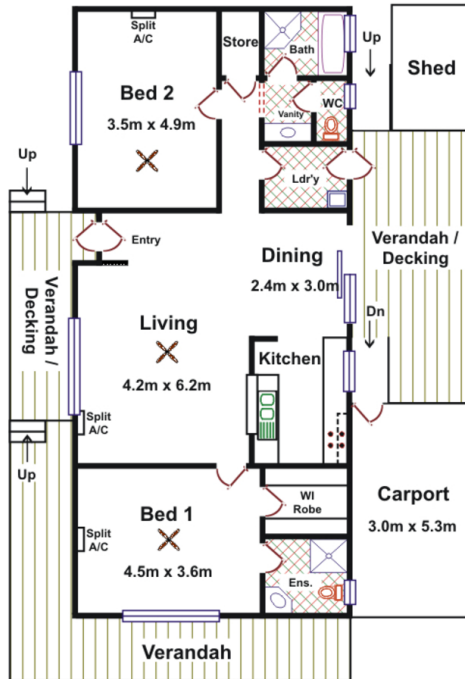 Split
A/C
Store
Bath
Up
Shed
Bed 2
3.5m x 4.9m
WC
Vanity
Up
Ldr'y
Entry
Verandah /
Decking
Dining
2.4m x 3.0m
Verandah /
Decking
Living
4.2m x 6.2m
Dn
Kitchen
Split
A/C
Up
WI
Robe
Carport
3.0m x 5.3m
Bed 1
4.5m x 3.6m
Split
A/C
Ens.
Verandah